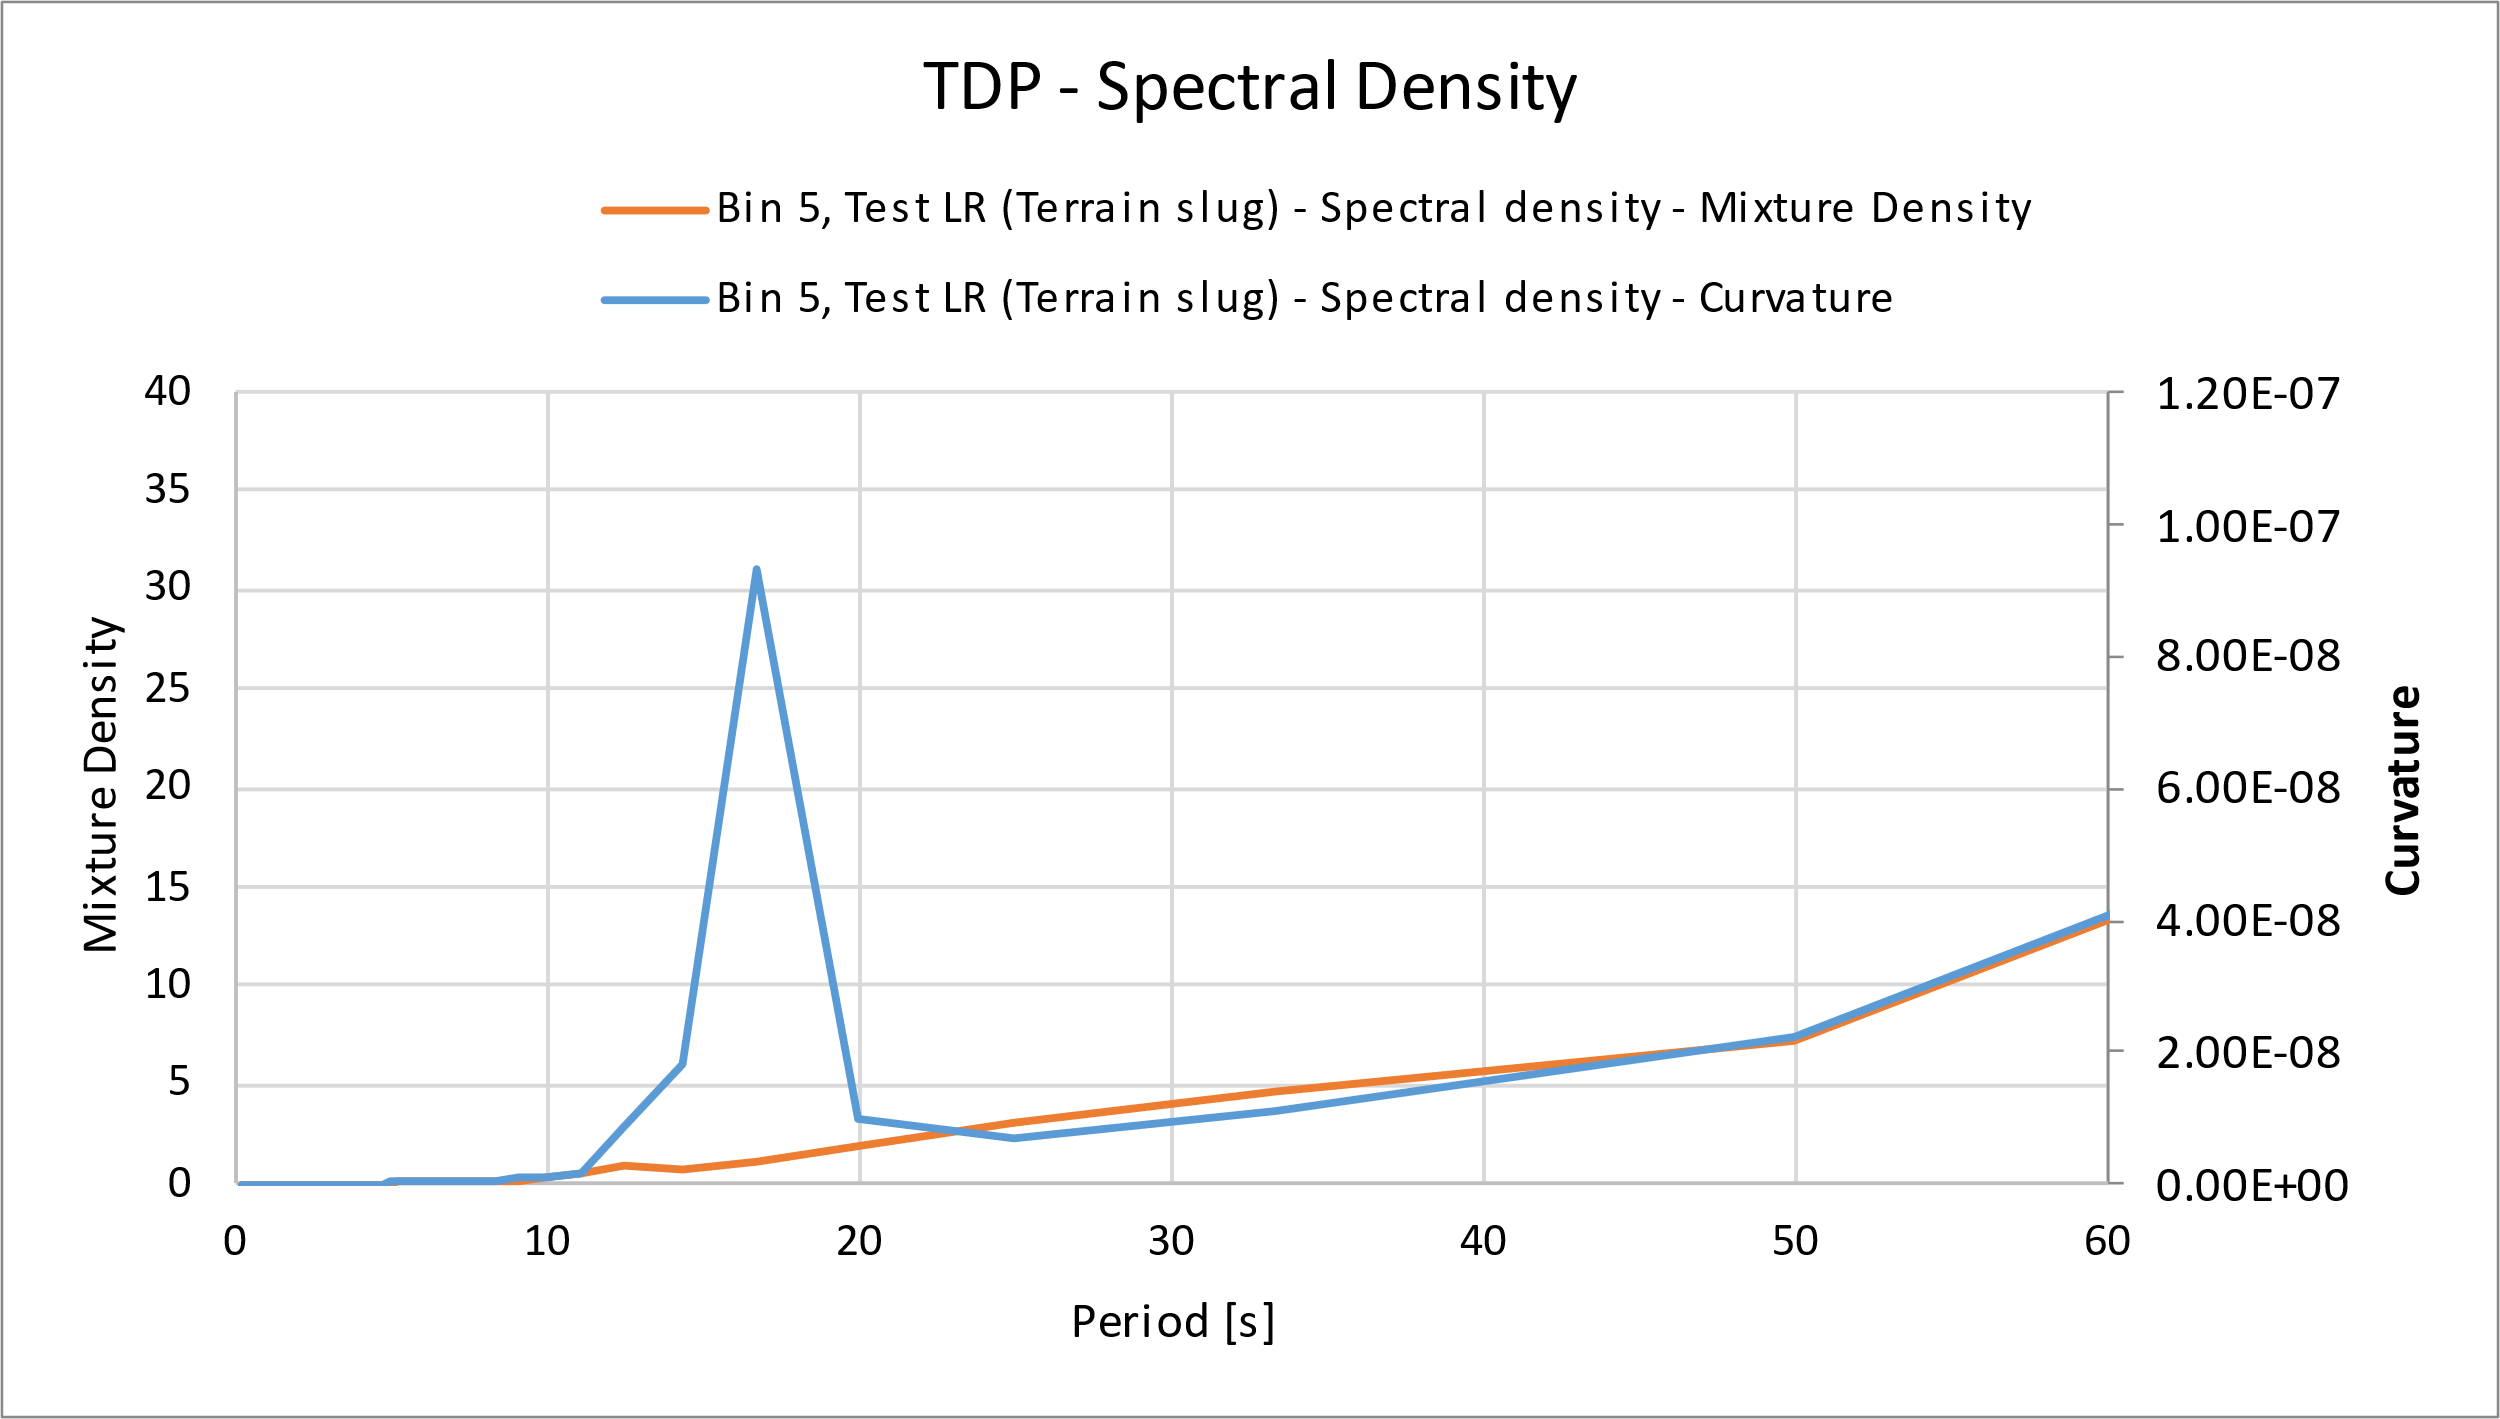 TDP - Spectral Density
Bin 5, Test LR (Terrain slug) - Spectral density - Mixture Density
Bin 5, Test LR (Terrain slug) - Spectral density - Curvature
40
35
30
25
20
15
10
5
0
Mixture Density
1.20E-07
1.00E-07
8.00E-08
6.00E-08
4.00E-08
2.00E-08
0.00E+00
Curvature
0 10 20 30 40 50 60
Period [s]